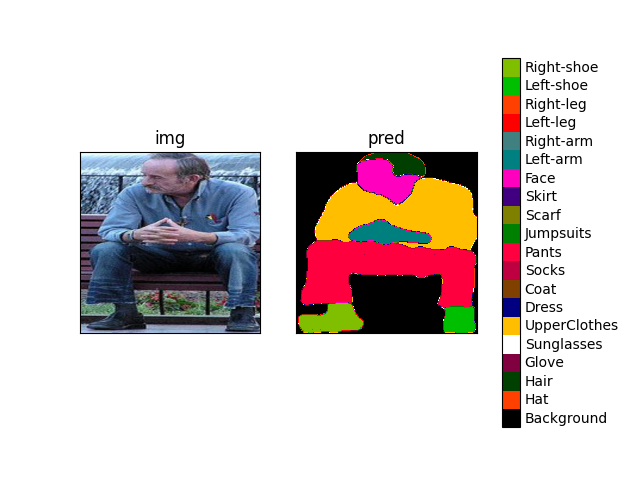 img
pred
Right-shoe
Left-shoe
Right-leg
Left-leg
Right-arm
Left-arm
Face
Skirt
Scarf
Jumpsuits
Pants
Socks
Coat
Dress
UpperClothes
Sunglasses
Glove
Hair
Hat
Background